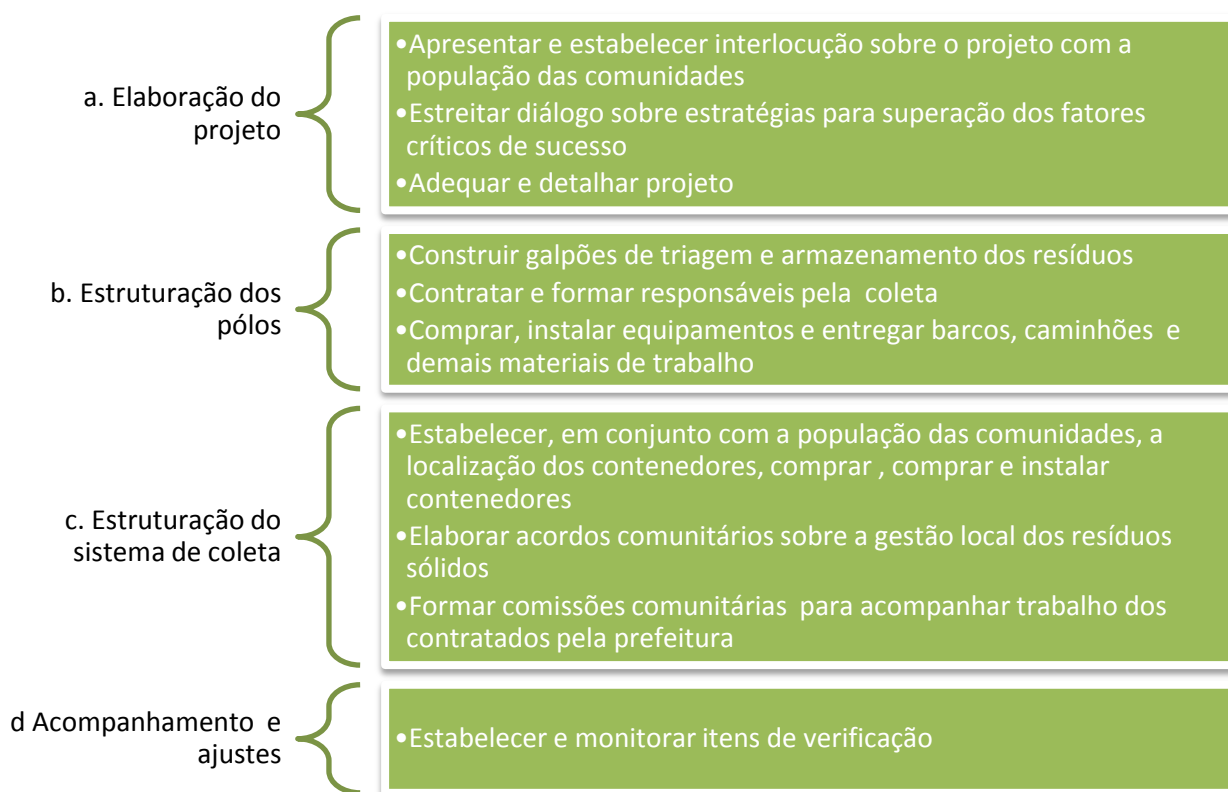 a. Elaboração do
projeto
•Apresentar e estabelecer interlocução sobre o projeto com a
população das comunidades
•Estreitar diálogo sobre estratégias para superação dos fatores
críticos de sucesso
•Adequar e detalhar projeto
b. Estruturação dos
pólos
•Construir galpões de triagem e armazenamento dos resíduos
•Contratar e formar responsáveis pela  coleta
•Comprar, instalar equipamentos e entregar barcos, caminhões  e
demais materiais de trabalho
c. Estruturação do
sistema de coleta
•Estabelecer, em conjunto com a população das comunidades, a
localização dos contenedores, comprar , comprar e instalar
contenedores
•Elaborar acordos comunitários sobre a gestão local dos resíduos
sólidos
•Formar comissões comunitárias  para acompanhar trabalho dos
contratados pela prefeitura
d Acompanhamento  e
ajustes
•Estabelecer e monitorar itens de verificação